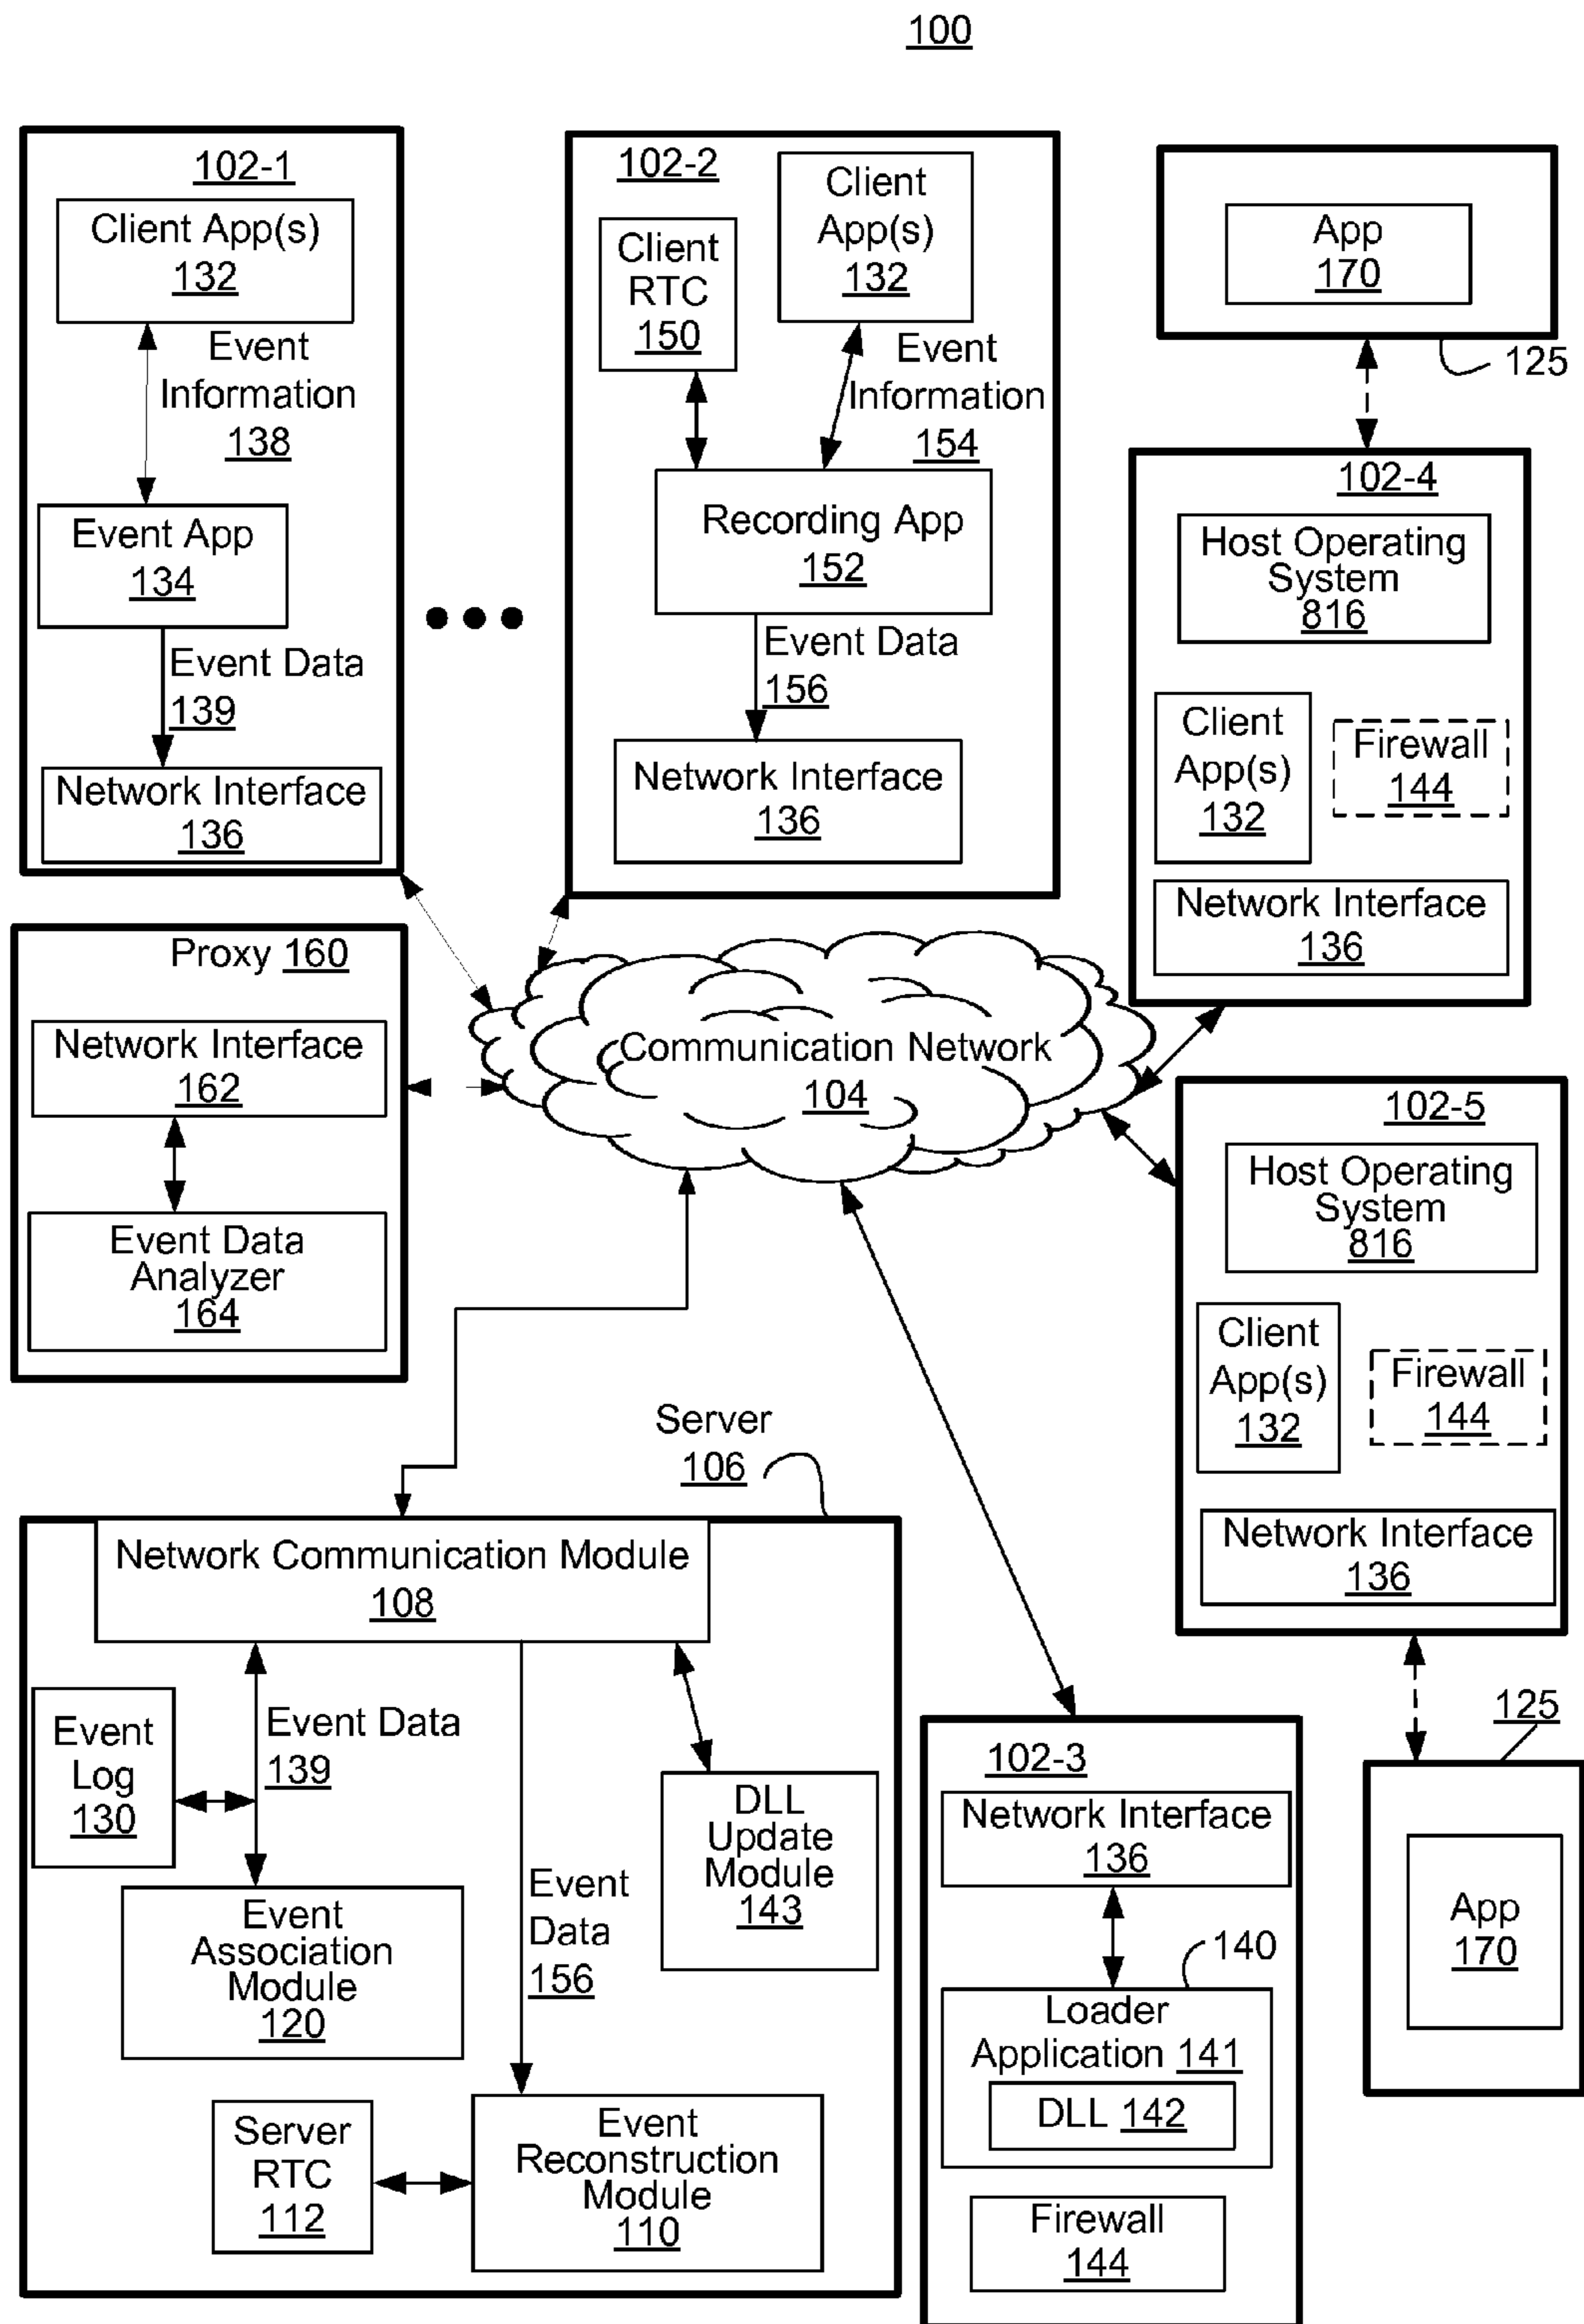 100
102-1
Client App(s)
132
Event
Information
138
Event App
134
Event Data
139
Network Interface
136
102-2
Client
App(s)
132
Client
RTC
150
Event
Information
154
Recording App
152
Event Data
156
Network Interface
136
App
170
125
102-4
Host Operating
System
816
Client
App(s)
132
Firewall
144
Network Interface
136
Proxy 160
Network Interface
162
Event Data
Analyzer
164
Communication Network
104
102-5
Host Operating
System
816
Client
App(s)
132
Firewall
144
Network Interface
136
125
App
170
Server
106
Network Communication Module
108
Event
Log
130
Event Data
139
Event
Association
Module
120
Event
Data
156
DLL
Update
Module
143
Server
RTC
112
Event
Reconstruction
Module
110
102-3
Network Interface
136
140
Loader
Application 141
DLL 142
Firewall
144